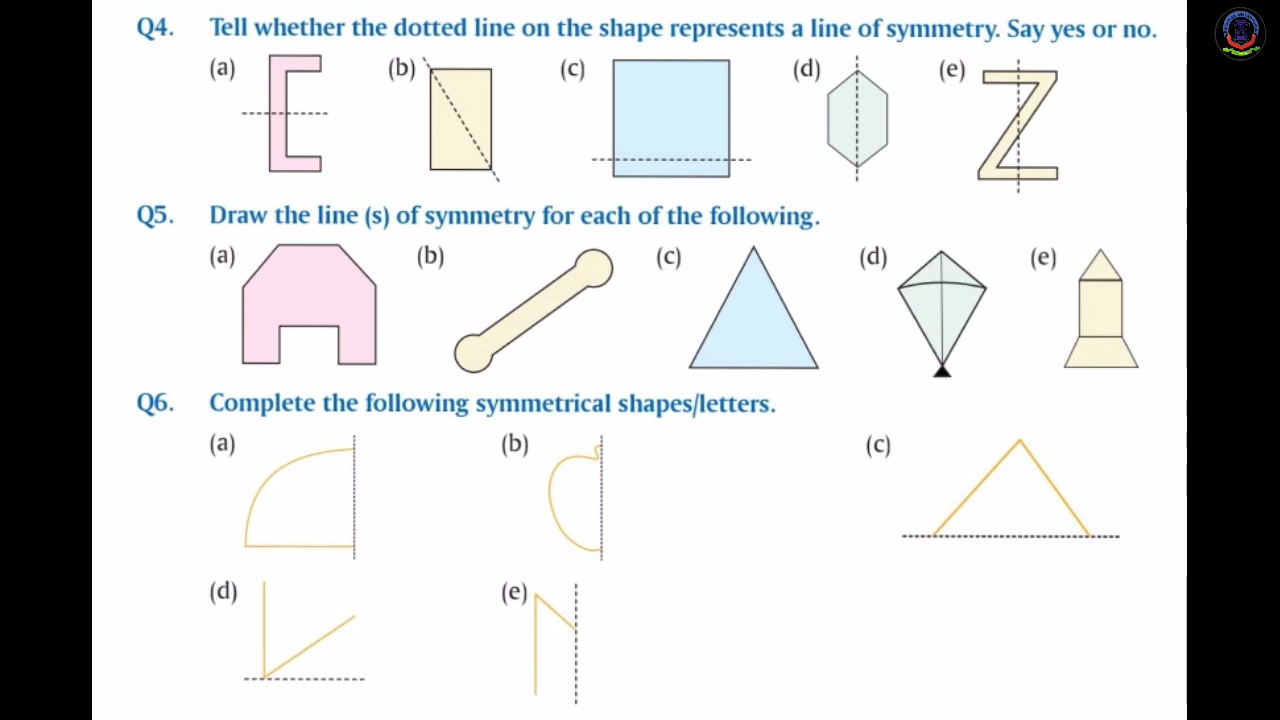 Q4. Tell whether the dotted line on the shape represents a line of symmetry. Say yes or no.
(a) (b) (c) (d) (e)
Q5. Draw the line (s) of symmetry for each of the following.
(a) (b) (c) (d) (e)
Q6. Complete the following symmetrical shapes/letters.
(a) (b) (c)
(d) (e)